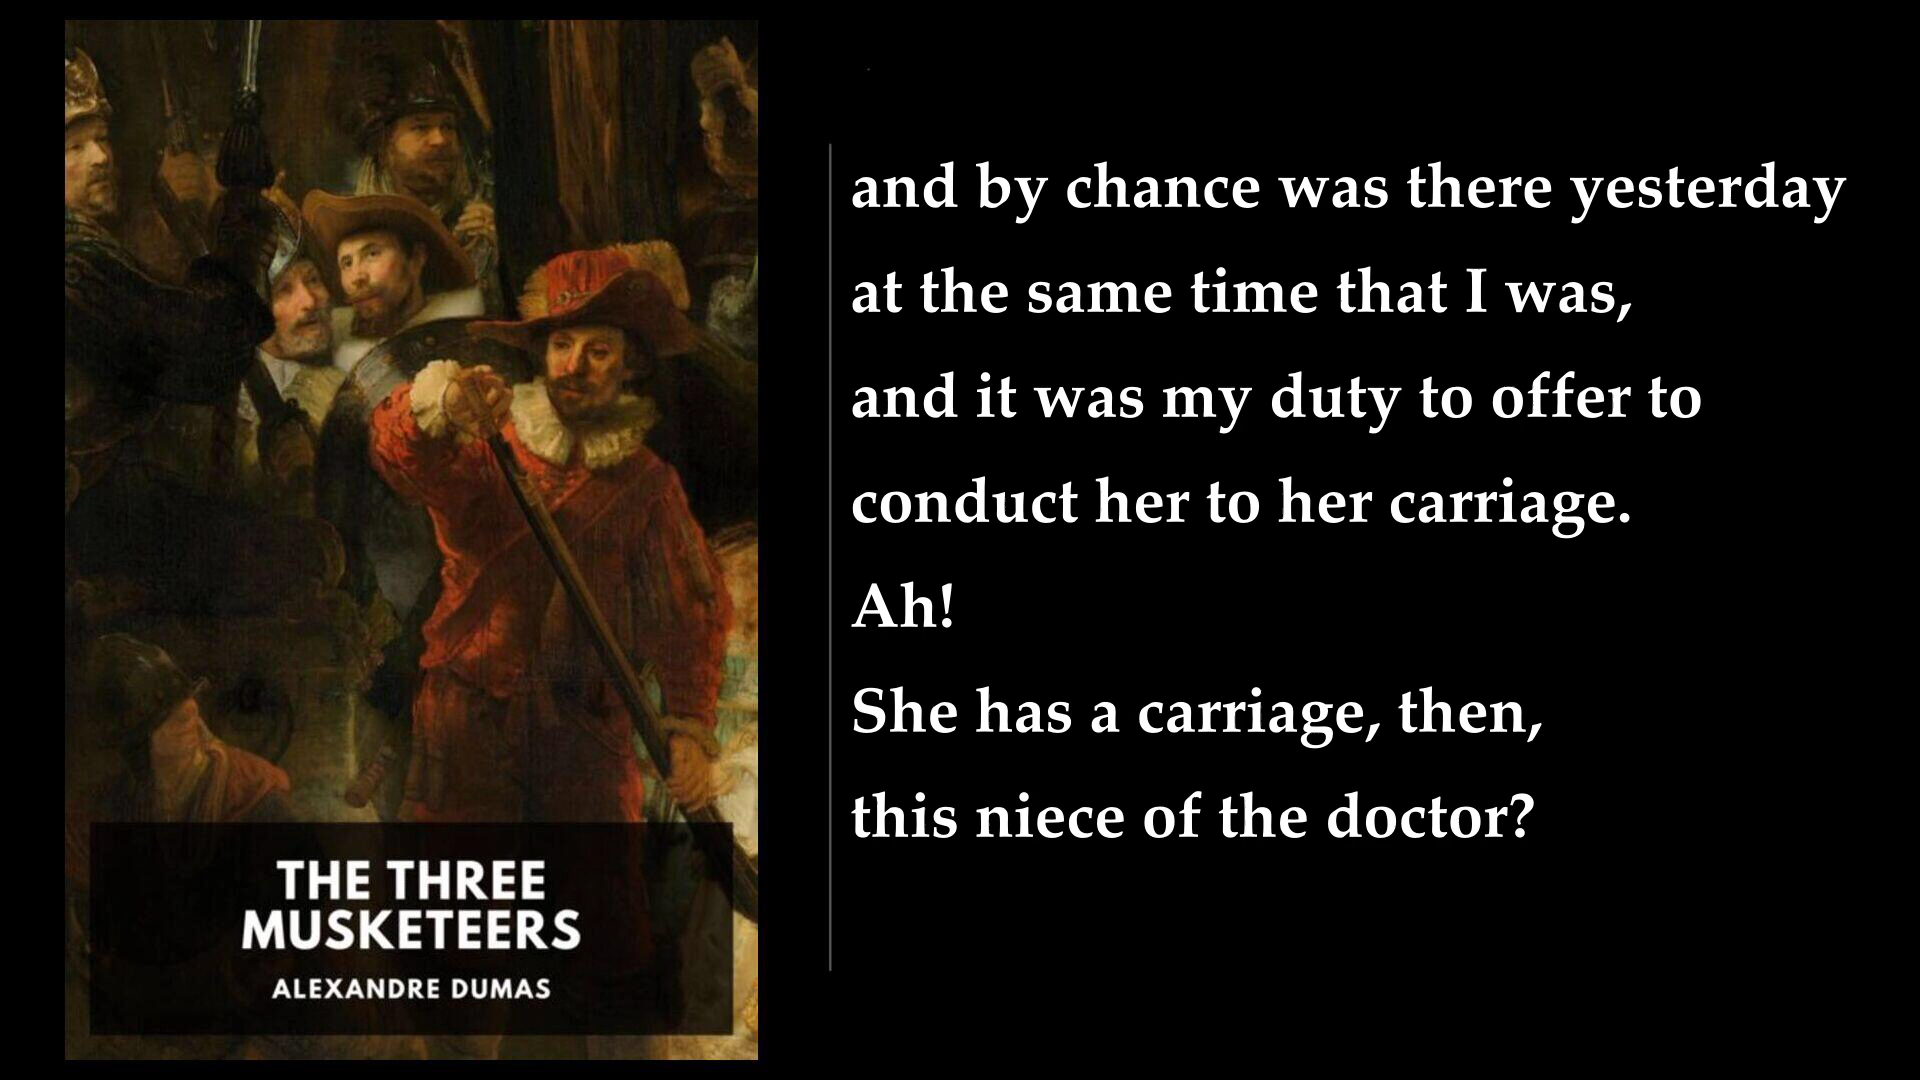 THE THREE
MUSKETEERS
ALEXANDRE DUMAS
and by chance was there yesterday
at the same time that I was,
and it was my duty to offer to
conduct her to her carriage.
Ah!
She has a carriage, then,
this niece of the doctor?